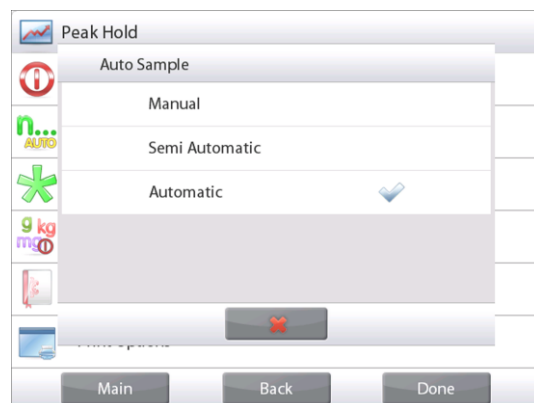 Peak Hold
Auto Sample
Manual
n...
AUTO
Semi Automatic
Automatic
g kg
mg
Main
Back
Done